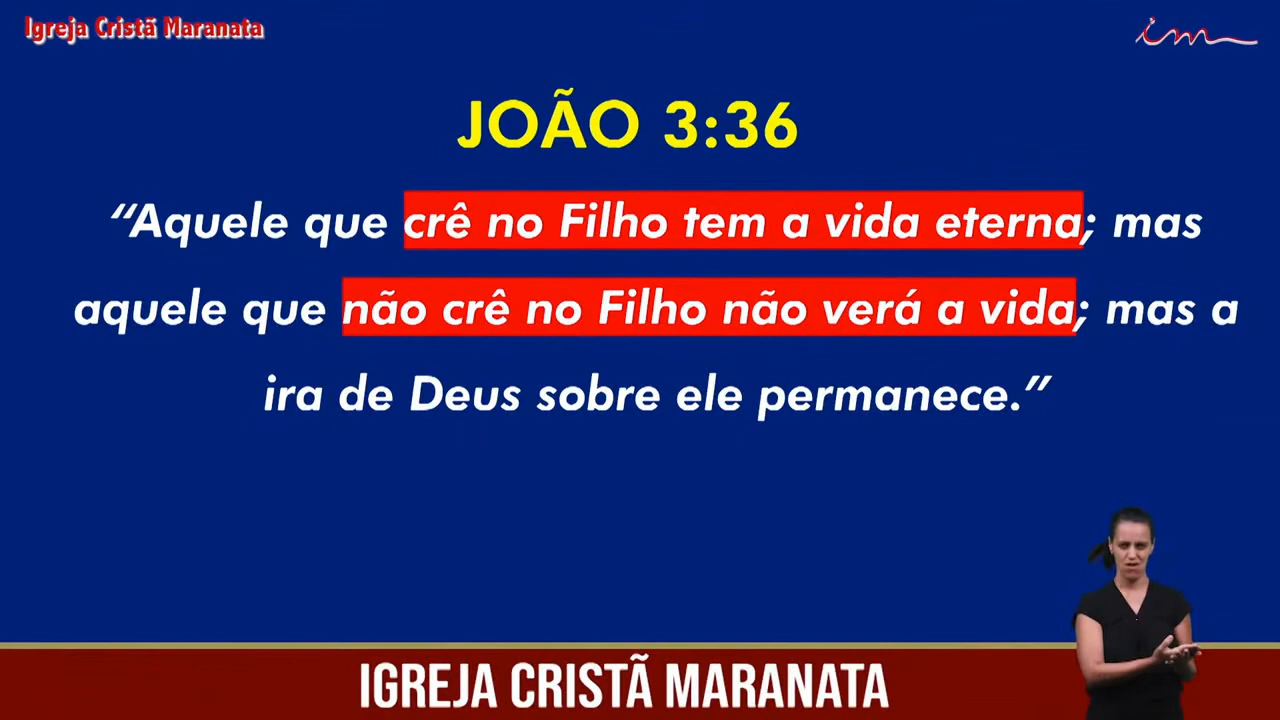 Igreja Cristã Maranata
im
JOÃO 3:36
“Aquele que crê no Filho tem a vida eterna; mas
aquele que não crê no Filho não verá a vida; mas a
ira de Deus sobre ele permanece.”
IGREJA CRISTÃ MARANATA